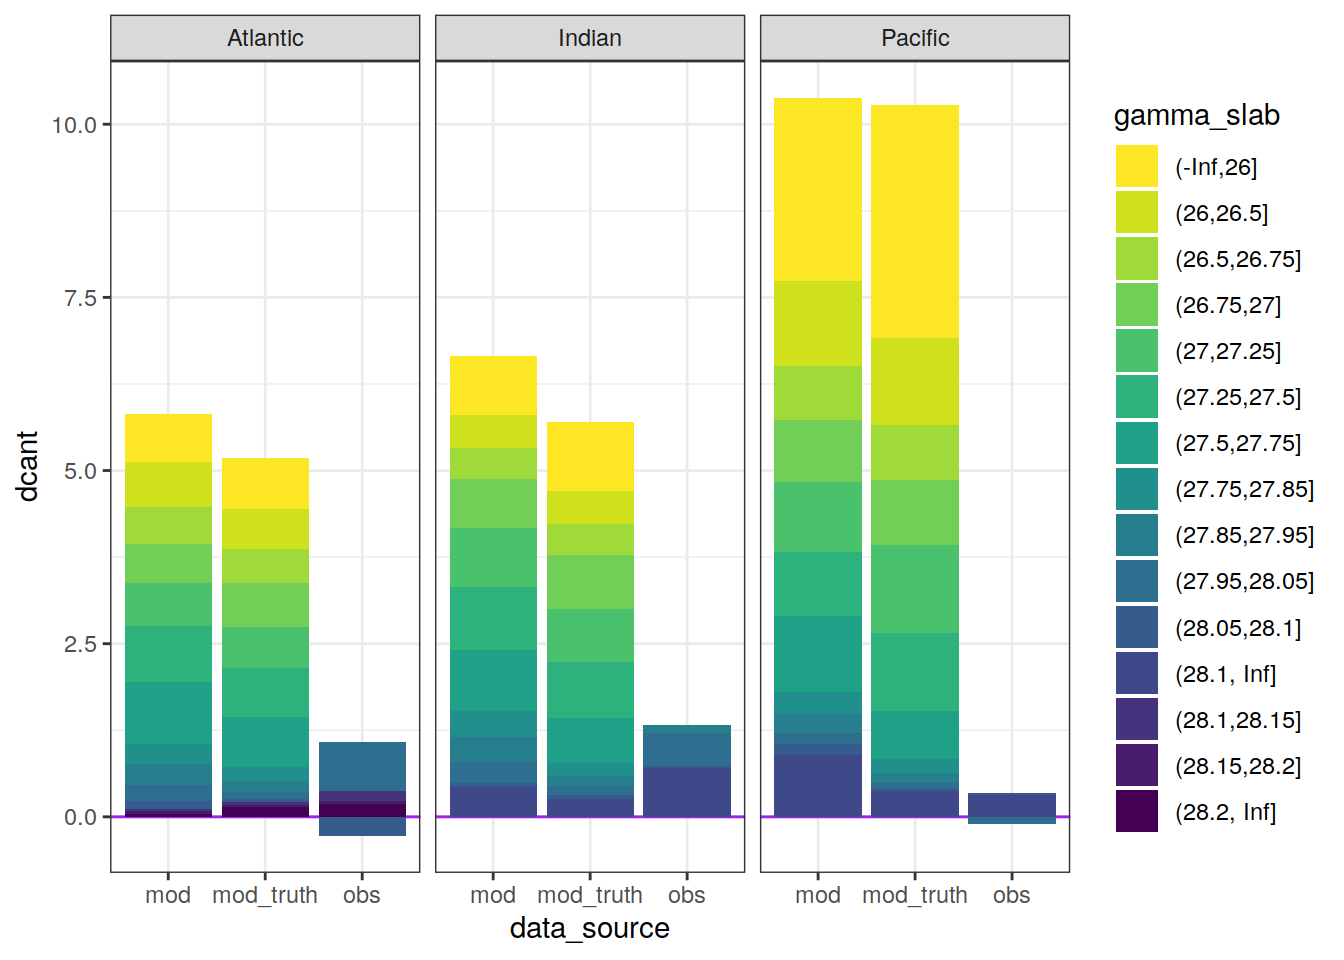 Atlantic
Indian
Pacific
10.0
7.5
5.0
2.5
0.0
dcant
mod mod_truth obs
mod mod_truth obs
mod mod_truth obs
data_source
gamma_slab
(-Inf,26]
(26,26.5]
(26.5,26.75]
(26.75,27]
(27,27.25]
(27.25,27.5]
(27.5,27.75]
(27.75,27.85]
(27.85,27.95]
(27.95,28.05]
(28.05,28.1]
(28.1, Inf]
(28.1,28.15]
(28.15,28.2]
(28.2, Inf]